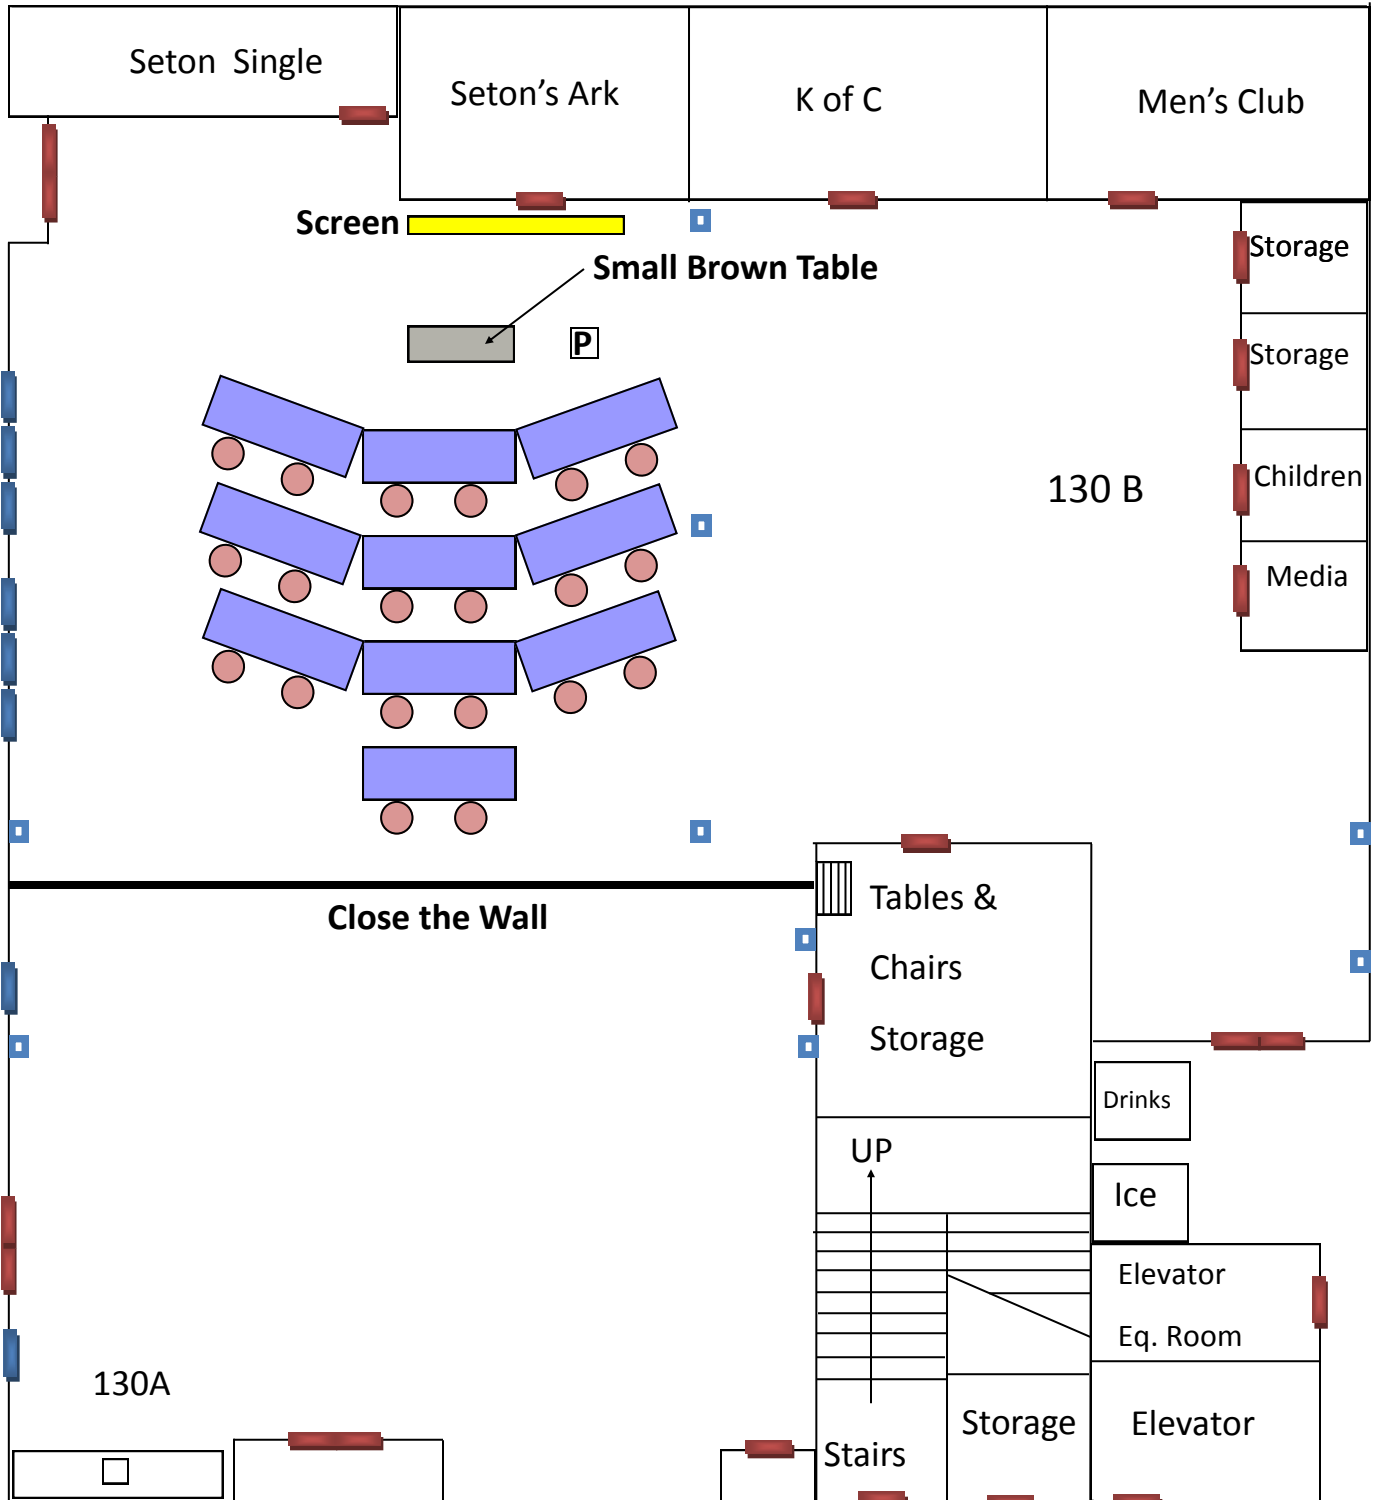 Seton  Single
Seton’s Ark
K of C
Men’s Club
Screen
Storage
Small Brown Table
P
Storage
Children
130 B
Media
Tables &
Close the Wall
Chairs
Storage
Drinks
UP
Ice
Elevator
Eq. Room
130A
Storage
Elevator
Stairs